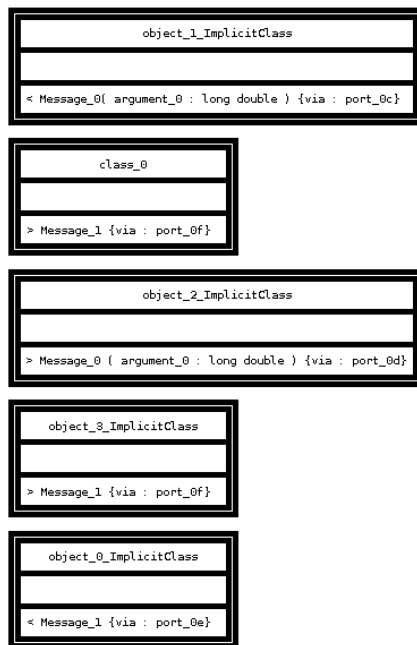 object_1_ImplicitClass
< Message_0( argument_0 : long double ) {via : port_0c}
class_0
> Message_1 {via : port_0f}
object_2_ImplicitClass
> Message_0 ( argument_0 : long double ) {via : port_0d}
object_3_ImplicitClass
> Message_1 {via : port_0f}
object_0_ImplicitClass
< Message_1 {via : port_0e}